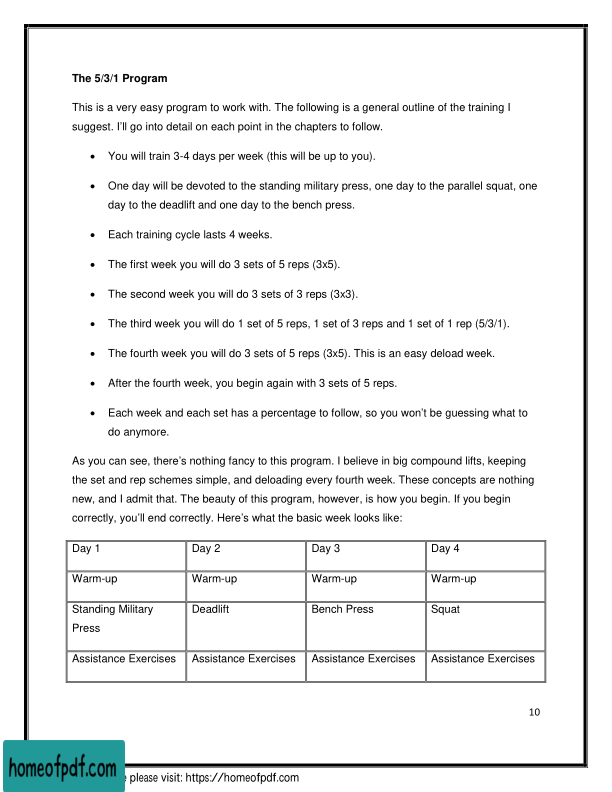 The 5/3/1 Program
This is a very easy program to work with. The following is a general outline of the training I
suggest. I'll go into detail on each point in the chapters to follow.
• You will train 3-4 days per week (this will be up to you).
• One day will be devoted to the standing military press, one day to the parallel squat, one
day to the deadlift and one day to the bench press.
• Each training cycle lasts 4 weeks.
• The first week you will do 3 sets of 5 reps (3x5).
• The second week you will do 3 sets of 3 reps (3x3).
• The third week you will do 1 set of 5 reps, 1 set of 3 reps and 1 set of 1 rep (5/3/1).
• The fourth week you will do 3 sets of 5 reps (3x5). This is an easy deload week.
• After the fourth week, you begin again with 3 sets of 5 reps.
• Each week and each set has a percentage to follow, so you won't be guessing what to
do anymore.
As you can see, there's nothing fancy to this program. I believe in big compound lifts, keeping
the set and rep schemes simple, and deloading every fourth week. These concepts are nothing
new, and I admit that. The beauty of this program, however, is how you begin. If you begin
correctly, you'll end correctly. Here's what the basic week looks like:
Day 1 Day 2 Day 3 Day 4
Warm-up Warm-up Warm-up Warm-up
Standing Military Deadlift Bench Press Squat
Press
Assistance Exercises Assistance Exercises Assistance Exercises Assistance Exercises
10
homeofpdf.com
please visit: https://homeofpdf.com